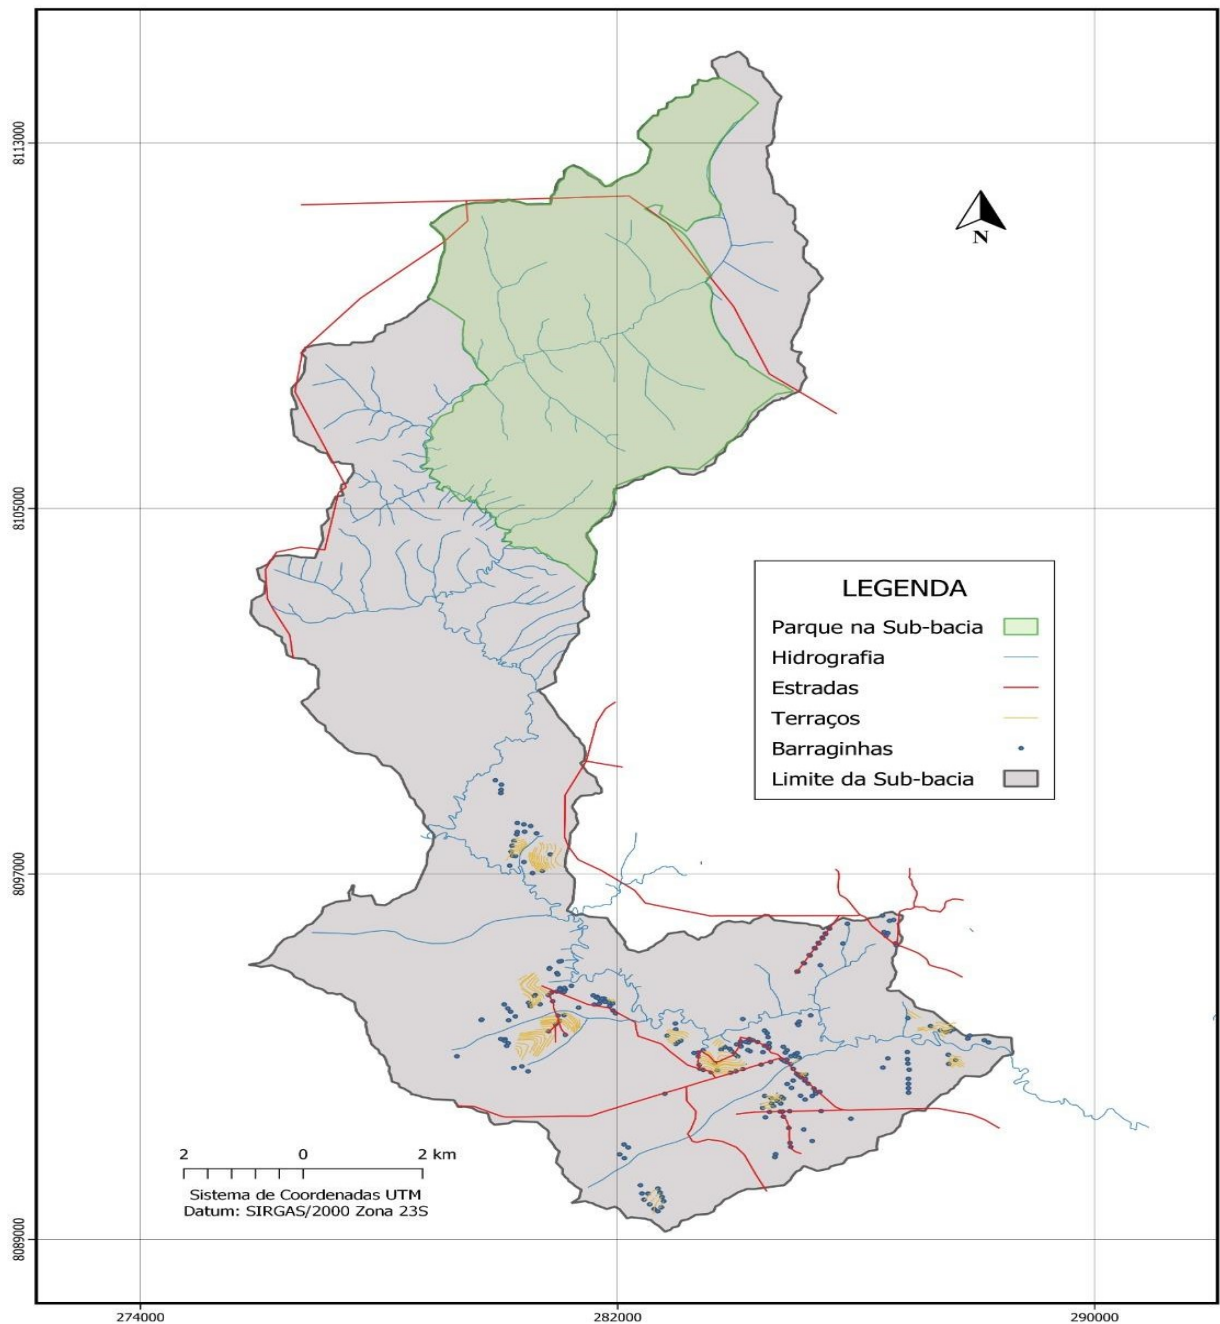 8113000
N
8105000
LEGENDA
Parque na Sub-bacia
Hidrografia
Estradas
Terraços
Barraginhas
Limite da Sub-bacia
8097000
2 0 2 km
Sistema de Coordenadas UTM
Datum: SIRGAS/2000 Zona 23S
8089000
274000 282000 290000